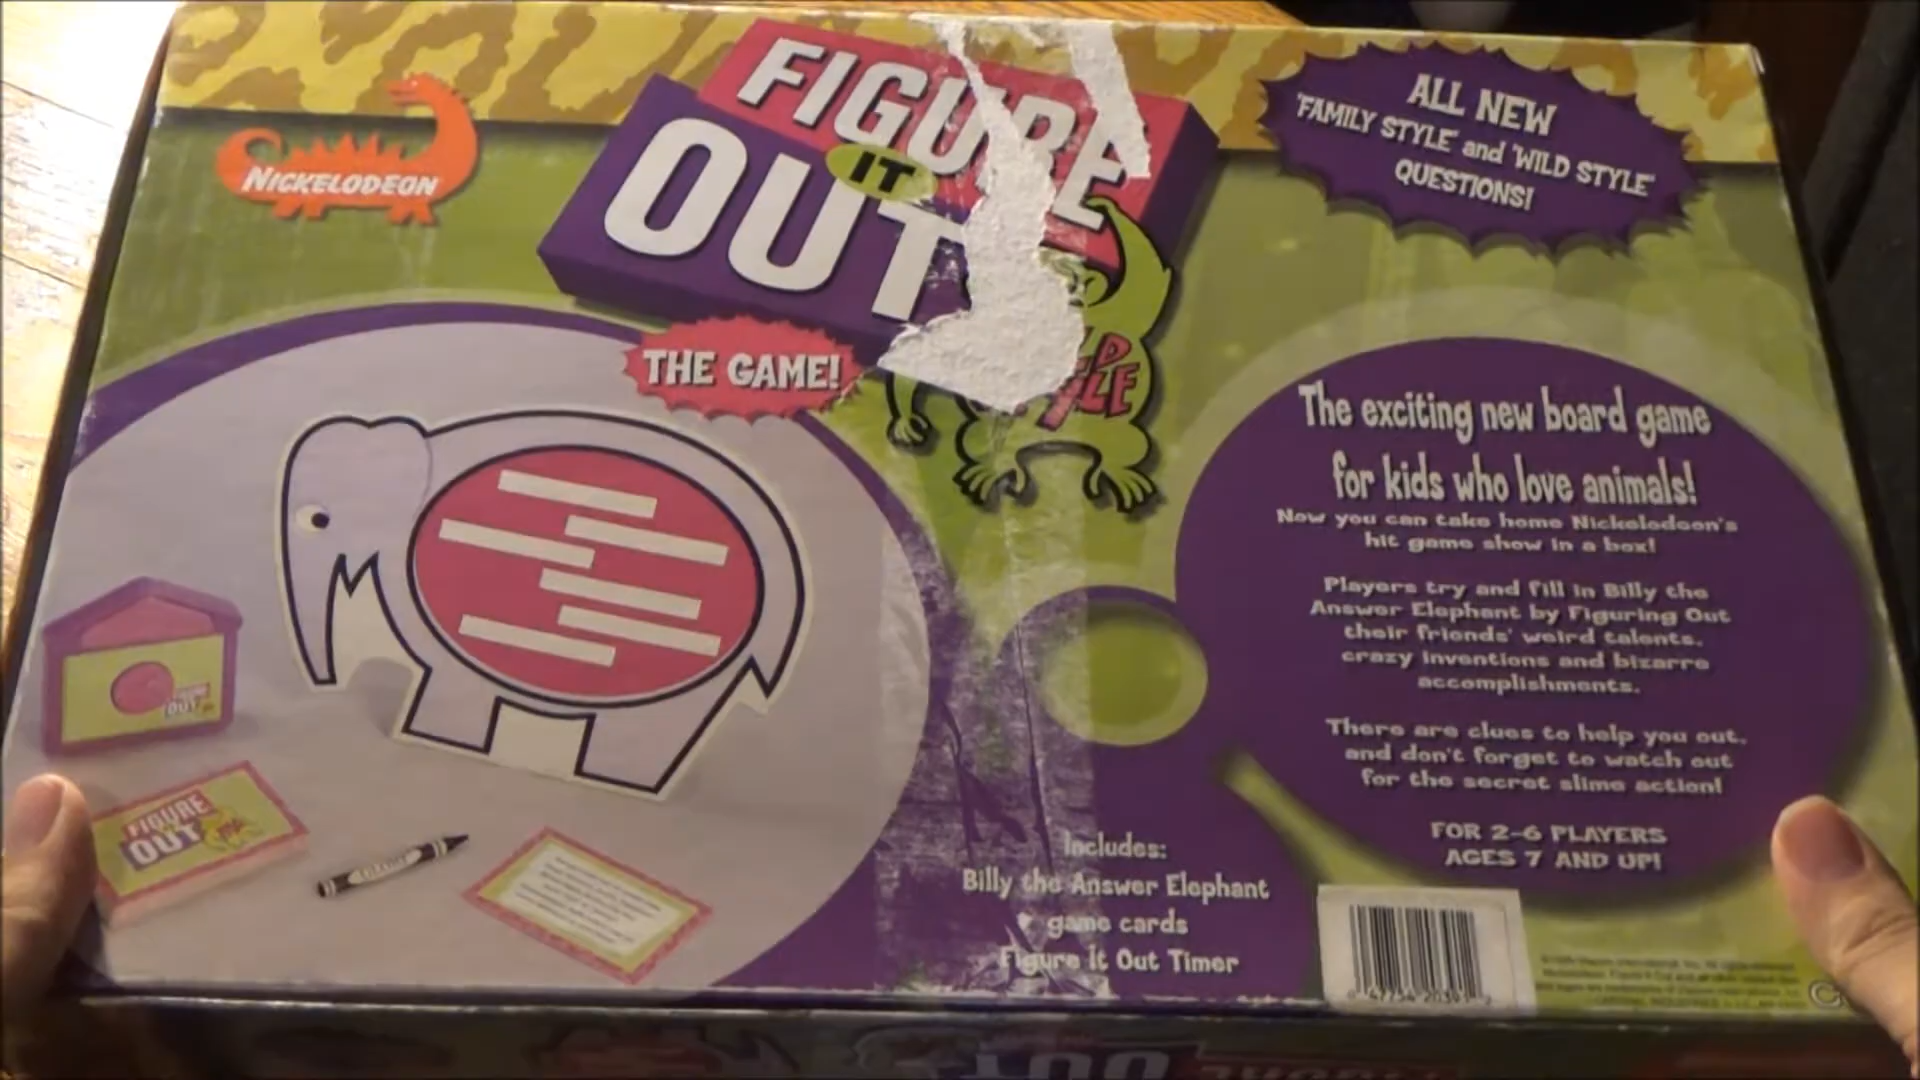 NICKELODEON
FIGURE
IT
OUT
THE GAME!
ALL NEW
'FAMILY STYLE' and 'WILD STYLE'
QUESTIONS!
The exciting new board game
for kids who love animals!
Now you can take home Nickelodeon's
hit game show in a box!
Players try and fill in Billy the
Answer Elephant by Figuring Out
their friends' weird talents,
crazy inventions and bizarre
accomplishments.
There are clues to help you out,
and don't forget to watch out
for the secret slime action!
FOR 2-6 PLAYERS
AGES 7 AND UP!
Includes:
Billy the Answer Elephant
game cards
Figure It Out Timer
FIGURE
OUT
OUT